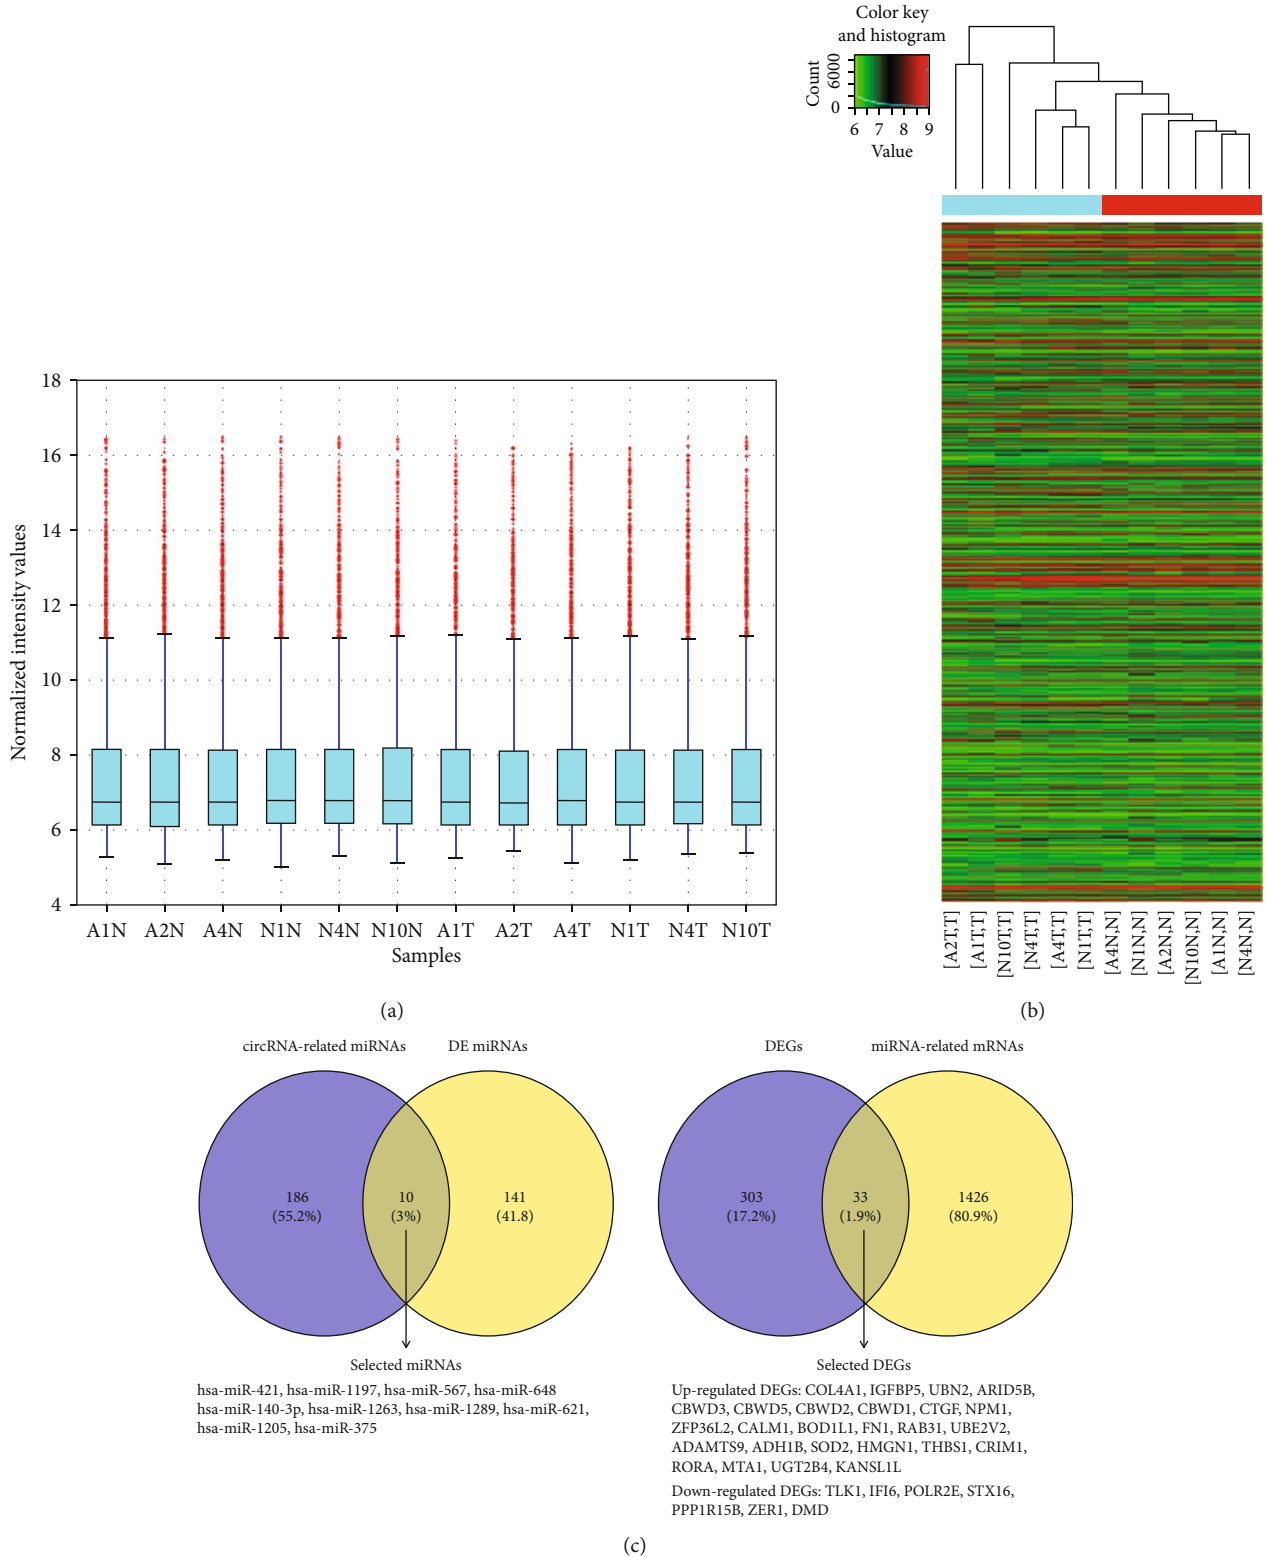 Color key
and histogram
Count
6000
0
6 7 8 9
Value
Normalized intensity values
18
16
14
12
10
8
6
4
A1N A2N A4N N1N N4N N10N A1T A2T A4T N1T N4T N10T
Samples
(a)
[A2T,T] [A1T,T] [N10T,T] [N4T,T] [A4T,T] [N1T,T] [A4N,N] [N1N,N] [A2N,N] [N10N,N] [A1N,N] [N4N,N]
(b)
circRNA-related miRNAs DE miRNAs
186 10 141
(55.2%) (3%) (41.8)
Selected miRNAs
hsa-miR-421, hsa-miR-1197, hsa-miR-567, hsa-miR-648
hsa-miR-140-3p, hsa-miR-1263, hsa-miR-1289, hsa-miR-621,
hsa-miR-1205, hsa-miR-375
DEGs miRNA-related mRNAs
303 33 1426
(17.2%) (1.9%) (80.9%)
Selected DEGs
Up-regulated DEGs: COL4A1, IGFBP5, UBN2, ARID5B,
CBWD3, CBWD5, CBWD2, CBWD1, CTGF, NPM1,
ZFP36L2, CALM1, BOD1L1, FN1, RAB31, UBE2V2,
ADAMTS9, ADH1B, SOD2, HMGN1, THBS1, CRIM1,
RORA, MTA1, UGT2B4, KANSL1L
Down-regulated DEGs: TLK1, IFI6, POLR2E, STX16,
PPP1R15B, ZER1, DMD
(c)